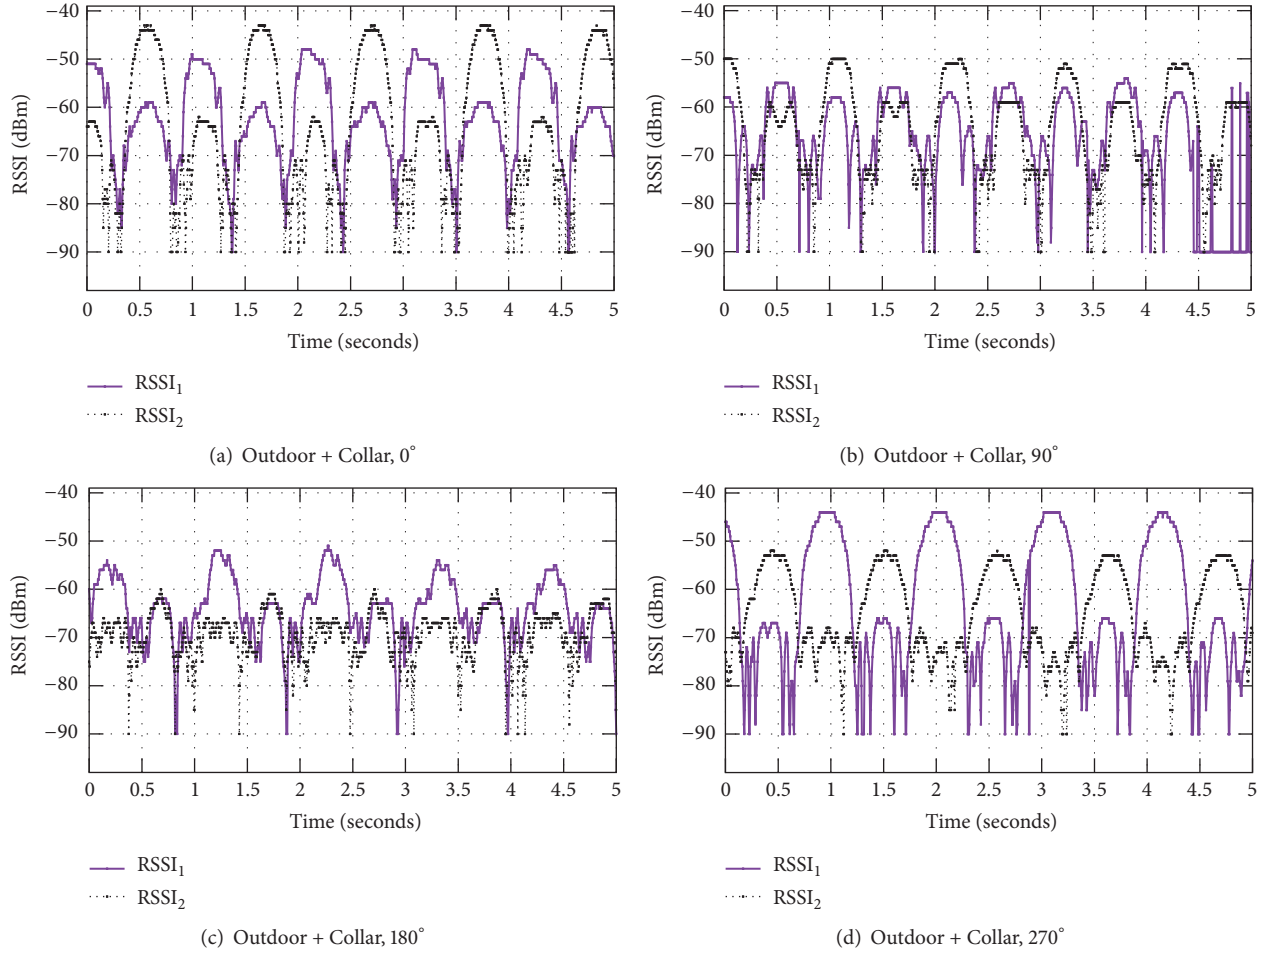 −40
−50
−60
−70
−80
−90
RSSI (dBm)
0 0.5 1 1.5 2 2.5 3 3.5 4 4.5 5
Time (seconds)
RSSI1
RSSI2
(a) Outdoor + Collar, 0°
−40
−50
−60
−70
−80
−90
RSSI (dBm)
0 0.5 1 1.5 2 2.5 3 3.5 4 4.5 5
Time (seconds)
RSSI1
RSSI2
(b) Outdoor + Collar, 90°
−40
−50
−60
−70
−80
−90
RSSI (dBm)
0 0.5 1 1.5 2 2.5 3 3.5 4 4.5 5
Time (seconds)
RSSI1
RSSI2
(c) Outdoor + Collar, 180°
−40
−50
−60
−70
−80
−90
RSSI (dBm)
0 0.5 1 1.5 2 2.5 3 3.5 4 4.5 5
Time (seconds)
RSSI1
RSSI2
(d) Outdoor + Collar, 270°